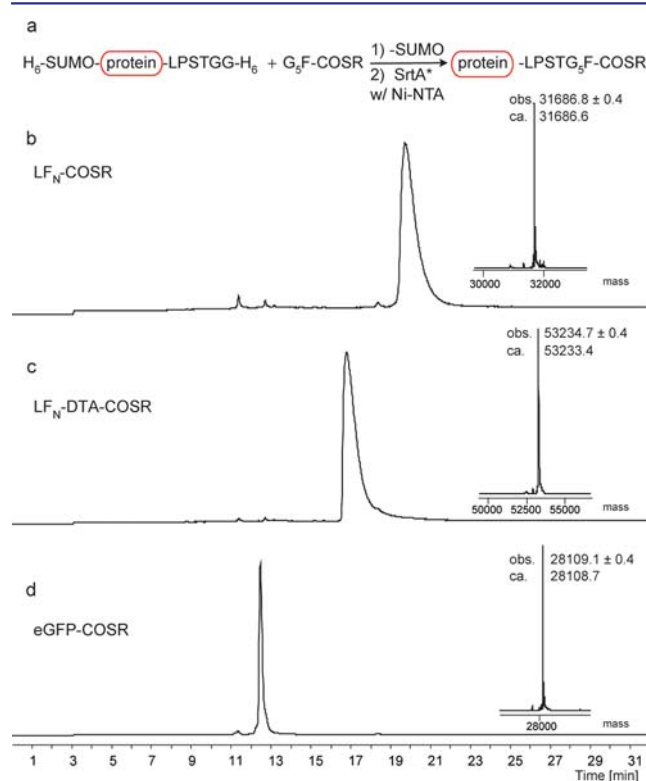 a
H6-SUMO-protein-LPSTGG-H6 + G5F-COSR 1) -SUMO protein -LPSTG5F-COSR
2) SrtA*
w/ Ni-NTA
obs. 31686.8 ± 0.4
ca. 31686.6
b
LFN-COSR
30000 32000 mass
obs. 53234.7 ± 0.4
ca. 53233.4
c
LFN-DTA-COSR
50000 52500 55000 mass
obs. 28109.1 ± 0.4
ca. 28108.7
d
eGFP-COSR
28000 mass
1 3 5 7 9 11 13 15 17 19 21 23 25 27 29 31
Time [min]